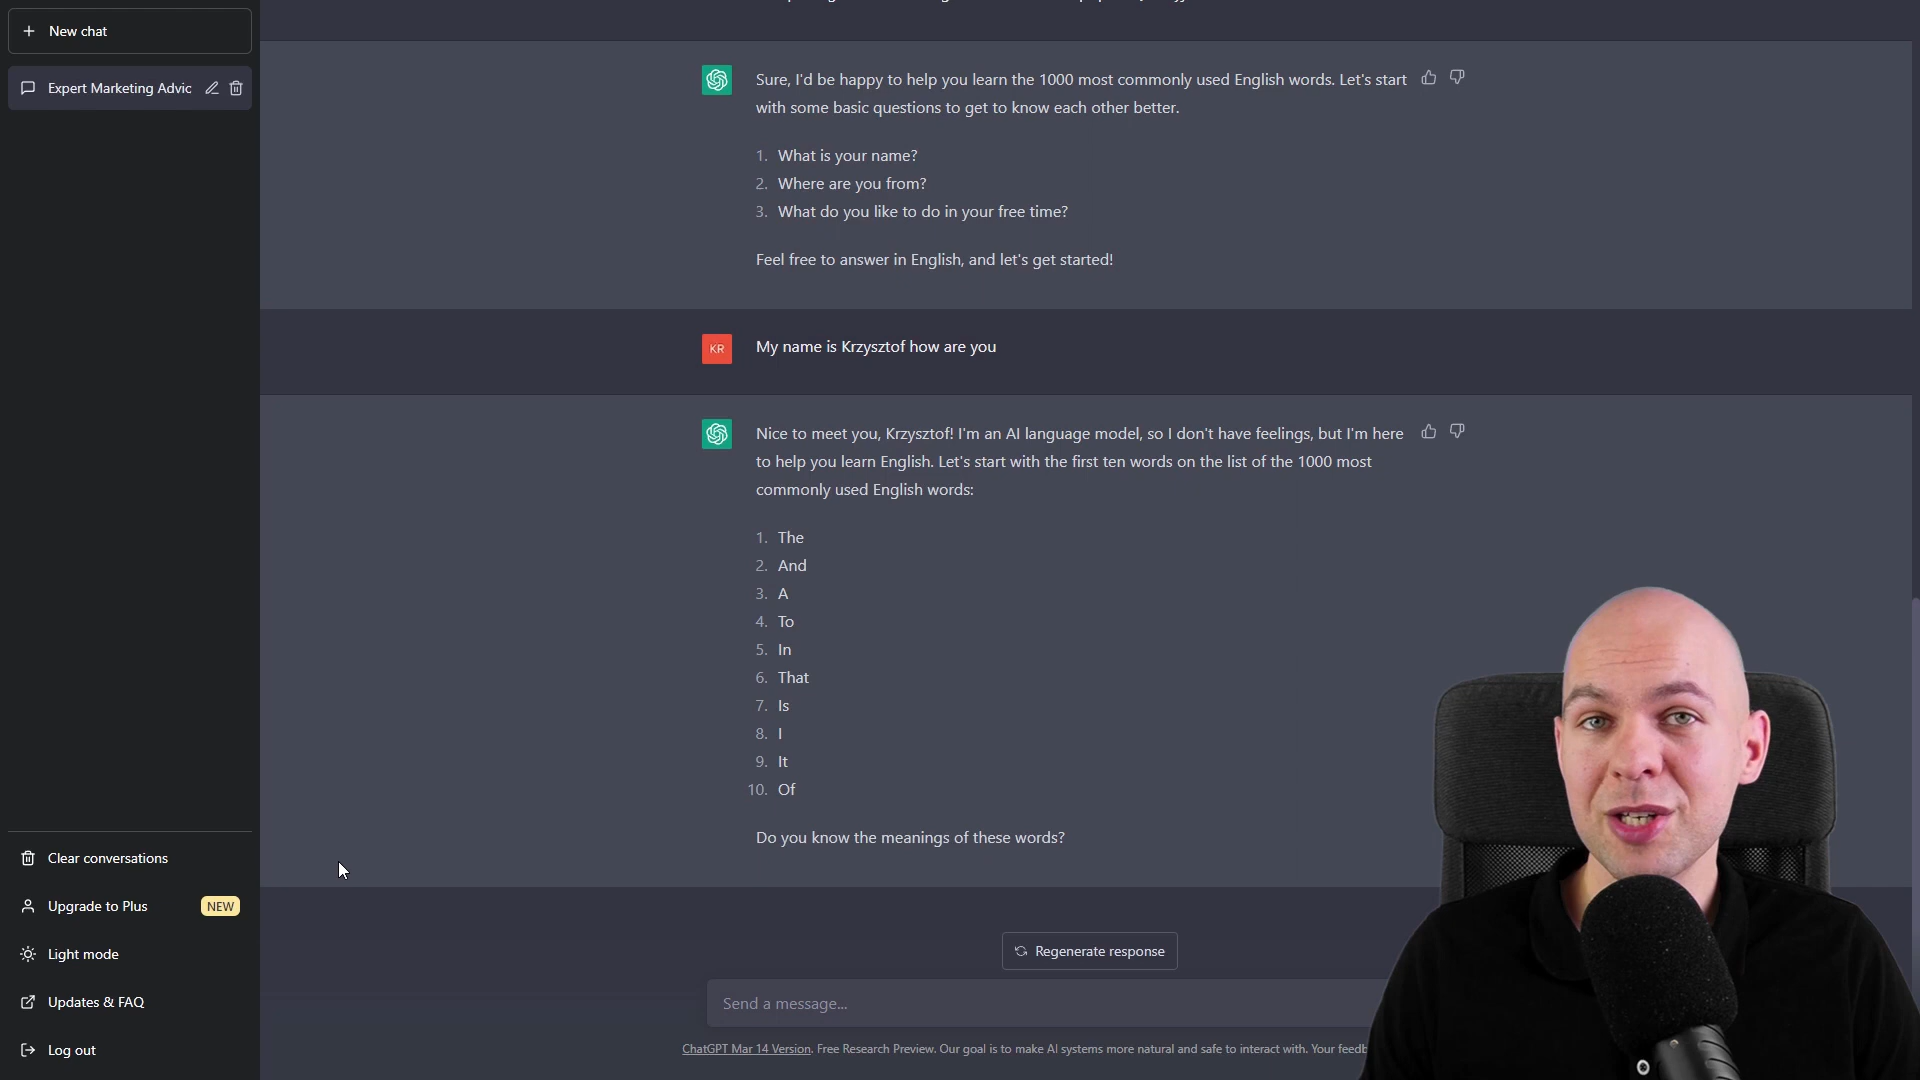 New chat
Expert Marketing Advic
Sure, I'd be happy to help you learn the 1000 most commonly used English words. Let's start
with some basic questions to get to know each other better.
1. What is your name?
2. Where are you from?
3. What do you like to do in your free time?
Feel free to answer in English, and let's get started!
KR
My name is Krzysztof how are you
Nice to meet you, Krzysztof! I'm an AI language model, so I don't have feelings, but I'm here
to help you learn English. Let's start with the first ten words on the list of the 1000 most
commonly used English words:
1. The
2. And
3. A
4. To
5. In
6. That
7. Is
8. I
9. It
10. Of
Do you know the meanings of these words?
Clear conversations
Upgrade to Plus NEW
Light mode
Updates & FAQ
Log out
Regenerate response
Send a message...
ChatGPT Mar 14 Version. Free Research Preview. Our goal is to make AI systems more natural and safe to interact with. Your feedb